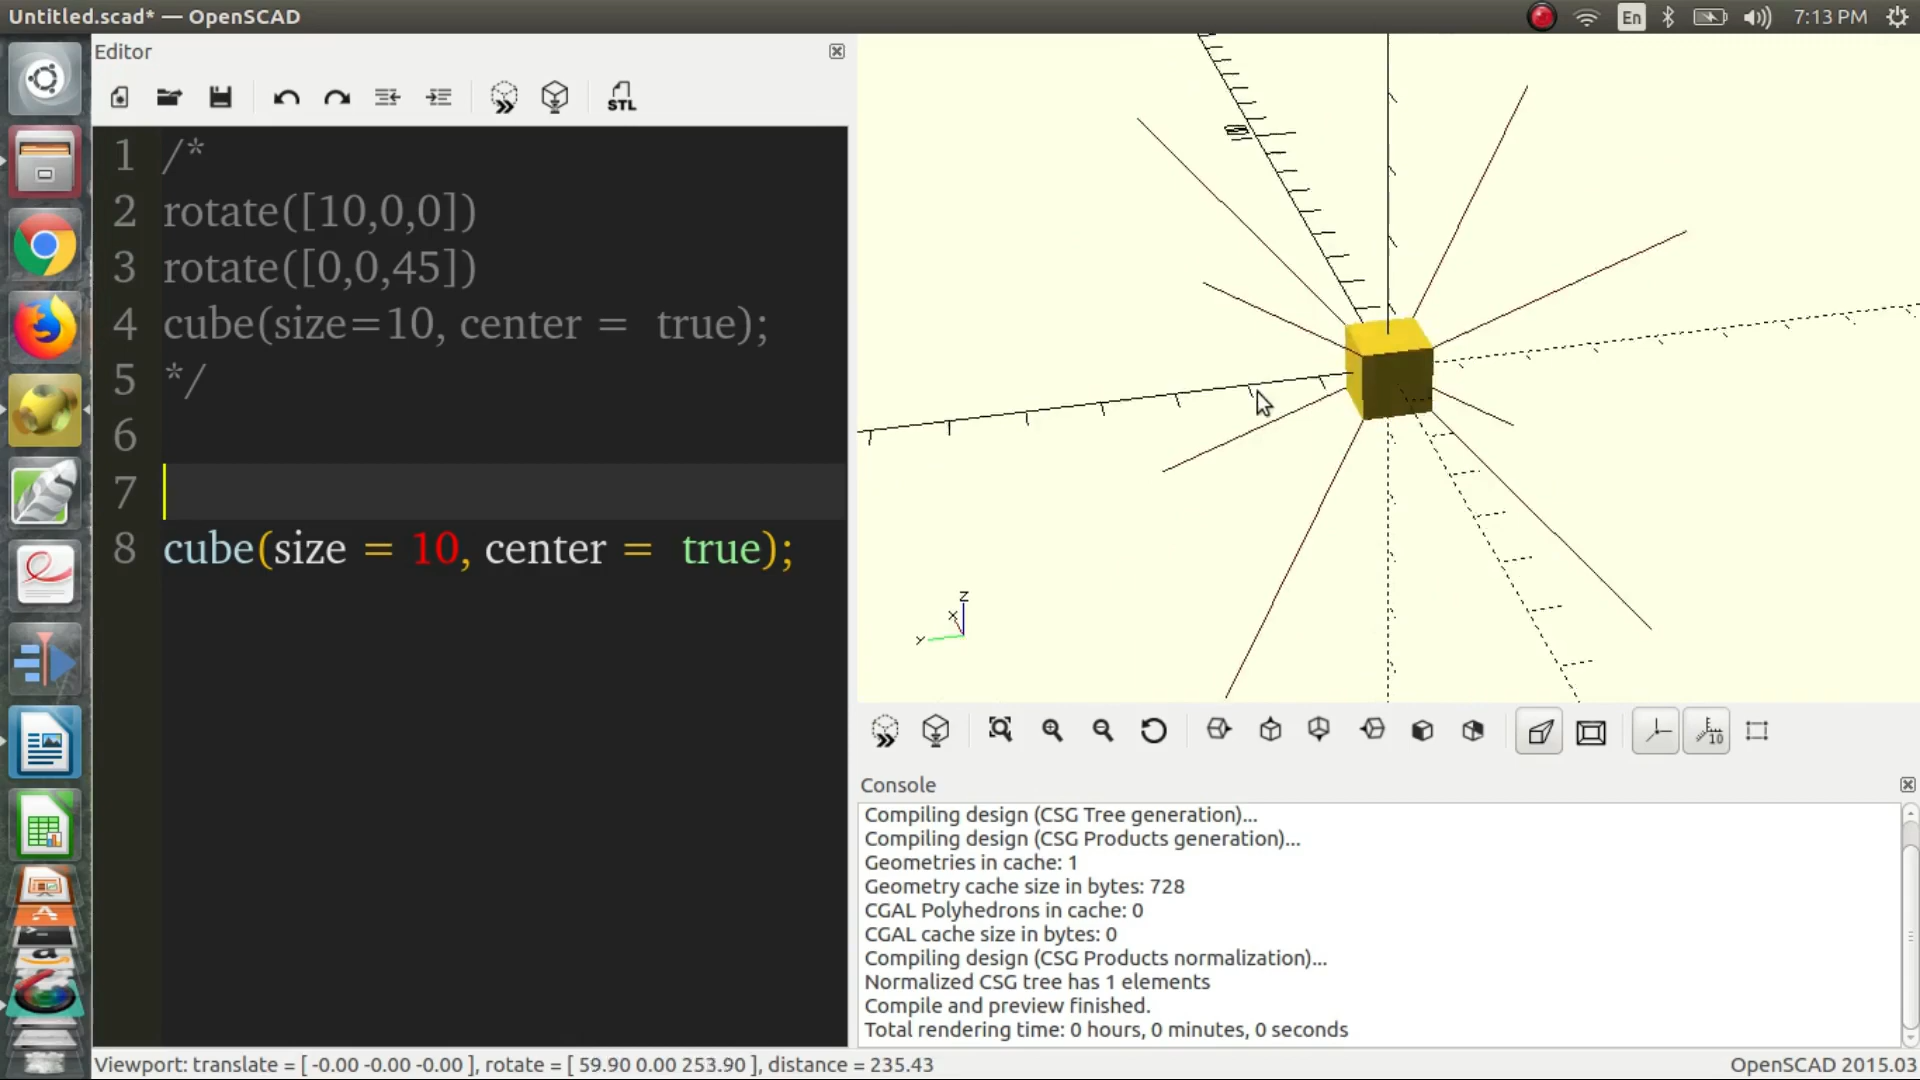 Untitled.scad* — OpenSCAD
En
7:13 PM
Editor
STL
1 /*
2 rotate([10,0,0])
3 rotate([0,0,45])
4 cube(size=10, center =  true);
5 */
6
7
8 cube(size = 10, center =  true);
Z
X
Y
10
Console
Compiling design (CSG Tree generation)...
Compiling design (CSG Products generation)...
Geometries in cache: 1
Geometry cache size in bytes: 728
CGAL Polyhedrons in cache: 0
CGAL cache size in bytes: 0
Compiling design (CSG Products normalization)...
Normalized CSG tree has 1 elements
Compile and preview finished.
Total rendering time: 0 hours, 0 minutes, 0 seconds
Viewport: translate = [ -0.00 -0.00 -0.00 ], rotate = [ 59.90 0.00 253.90 ], distance = 235.43
OpenSCAD 2015.03